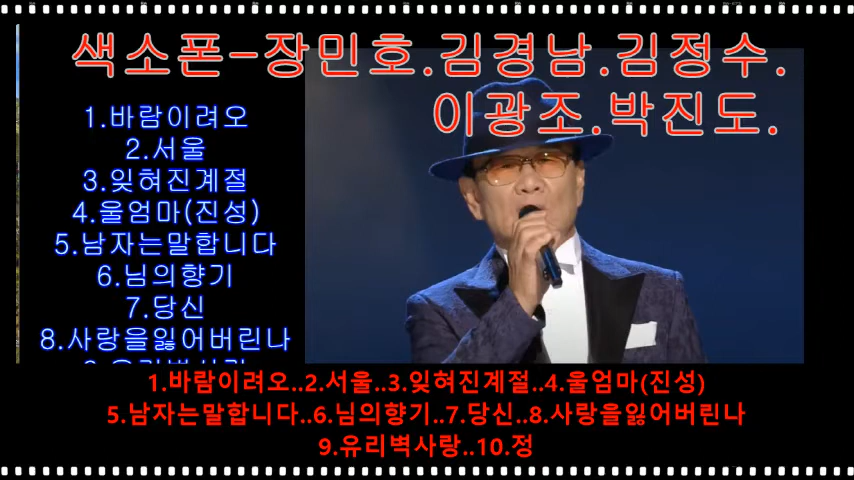 색소폰-장민호.김경남.김정수.
이광조.박진도.
1.바람이려오
2.서울
3.잊혀진계절
4.울엄마(진성)
5.남자는말합니다
6.님의향기
7.당신
8.사랑을잃어버린나
1.바람이려오..2.서울..3.잊혀진계절..4.울엄마(진성)
5.남자는말합니다..6.님의향기..7.당신..8.사랑을잃어버린나
9.유리벽사랑..10.정